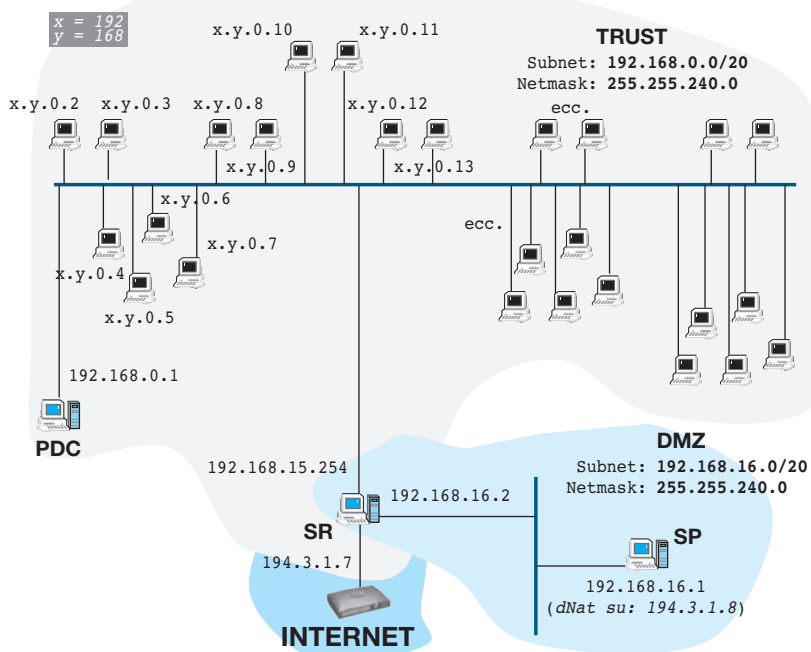 x = 192
y = 168
x.y.0.10
x.y.0.11
TRUST
Subnet: 192.168.0.0/20
Netmask: 255.255.240.0
x.y.0.2
x.y.0.3
x.y.0.8
x.y.0.12
ecc.
x.y.0.9
x.y.0.13
x.y.0.6
ecc.
x.y.0.7
x.y.0.4
x.y.0.5
192.168.0.1
PDC
DMZ
192.168.15.254
Subnet: 192.168.16.0/20
Netmask: 255.255.240.0
192.168.16.2
SR
SP
194.3.1.7
192.168.16.1
(dNat su: 194.3.1.8)
INTERNET